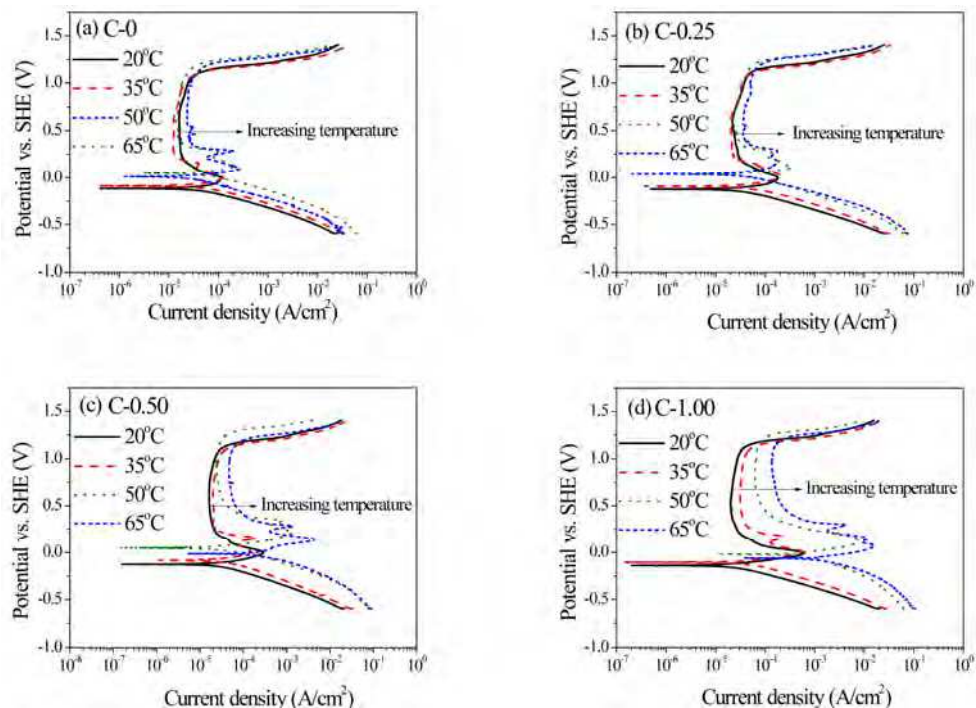 (a) C-0
20°C
35°C
50°C
65°C
Increasing temperature
Potential vs. SHE (V)
1.5
1.0
0.5
0.0
-0.5
-1.0
10⁻⁷ 10⁻⁶ 10⁻⁵ 10⁻⁴ 10⁻³ 10⁻² 10⁻¹ 10⁰
Current density (A/cm²)
(b) C-0.25
20°C
35°C
50°C
65°C
Increasing temperature
Potential vs. SHE (V)
1.5
1.0
0.5
0.0
-0.5
-1.0
10⁻⁷ 10⁻⁶ 10⁻⁵ 10⁻⁴ 10⁻³ 10⁻² 10⁻¹ 10⁰
Current density (A/cm²)
(c) C-0.50
20°C
35°C
50°C
65°C
Increasing temperature
Potential vs. SHE (V)
1.5
1.0
0.5
0.0
-0.5
-1.0
10⁻⁸ 10⁻⁷ 10⁻⁶ 10⁻⁵ 10⁻⁴ 10⁻³ 10⁻² 10⁻¹ 10⁰
Current density (A/cm²)
(d) C-1.00
20°C
35°C
50°C
65°C
Increasing temperature
Potential vs. SHE (V)
1.5
1.0
0.5
0.0
-0.5
-1.0
10⁻⁷ 10⁻⁶ 10⁻⁵ 10⁻⁴ 10⁻³ 10⁻² 10⁻¹ 10⁰
Current density (A/cm²)